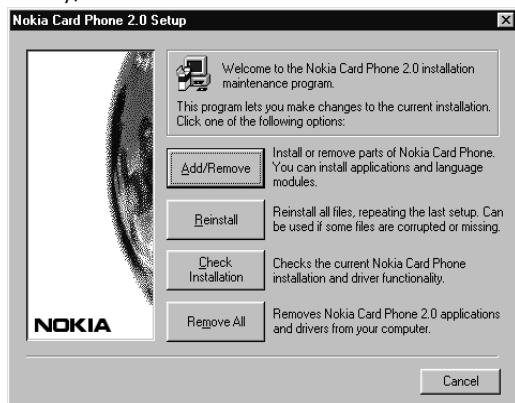 Nokia Card Phone 2.0 Setup
Welcome to the Nokia Card Phone 2.0 installation
maintenance program.
This program lets you make changes to the current installation.
Click one of the following options:
Add/Remove
Install or remove parts of Nokia Card Phone.
You can install applications and language
modules.
Reinstall
Reinstall all files, repeating the last setup. Can
be used if some files are corrupted or missing.
Check
Installation
Checks the current Nokia Card Phone
installation and driver functionality.
NOKIA
Remove All
Removes Nokia Card Phone 2.0 applications
and drivers from your computer.
Cancel